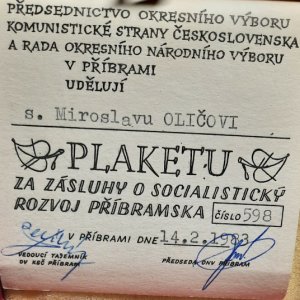 PŘEDSEDNICTVO OKRESNÍHO VÝBORU
KOMUNISTICKÉ STRANY ČESKOSLOVENSKA
A RADA OKRESNÍHO NÁRODNÍHO VÝBORU
V PŘÍBRAMI
UDĚLUJÍ
s. Miroslavu OLIČOVI
PLAKETU
ZA ZÁSLUHY O SOCIALISTICKÝ
ROZVOJ PŘÍBRAMSKA ČÍSLO 598
V PŘÍBRAMI DNE 14.2.1983
VEDOUCÍ TAJEMNÍK PŘEDSEDA ONV PŘÍBRAM
OV KSČ PŘÍBRAM